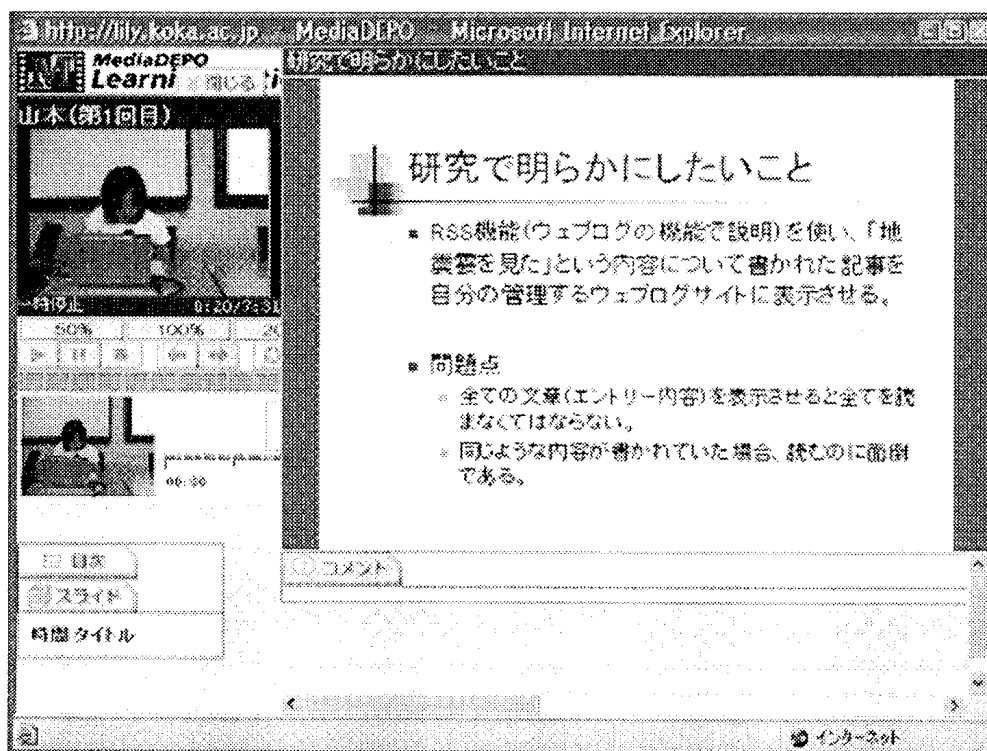 http://lily.koka.ac.jp - MediaDEPO - Microsoft Internet Explorer
MediaDEPO
Learni
閉じる
研究で明らかにしたいこと
山本(第1回目)
一時停止 0:20/3:31
50% 100% 20
00:00
目次
スライド
時間 タイトル
研究で明らかにしたいこと
RSS機能(ウェブログの機能で説明)を使い、「地
震雲を見た」という内容について書かれた記事を
自分の管理するウェブログサイトに表示させる。
問題点
全ての文章(エントリー内容)を表示させると全てを読
まなくてはならない。
同じような内容が書かれていた場合、読むのに面倒
である。
コメント
インターネット